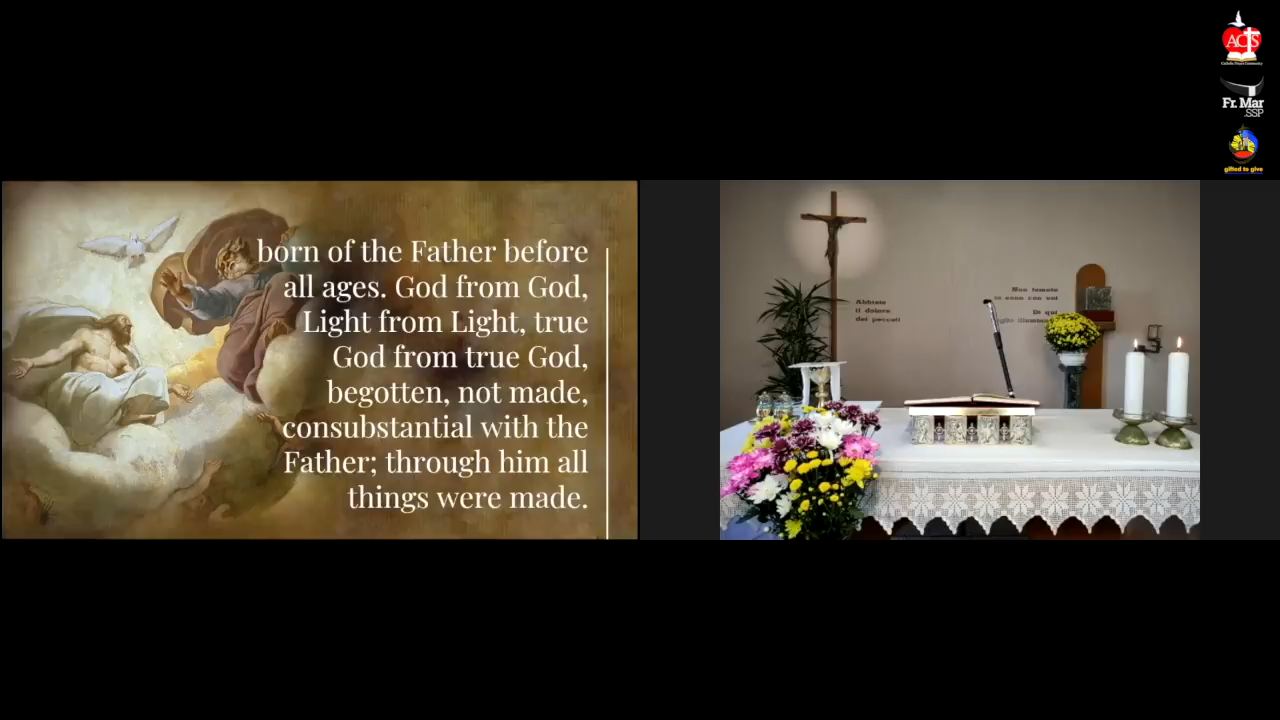 born of the Father before
all ages. God from God,
Light from Light, true
God from true God,
begotten, not made,
consubstantial with the
Father; through him all
things were made.
ACTS
Fr. Mar
.SSP
gifted to give
Abbiate
il dolore
dei peccati
Non temete
io sono con voi
Di qui